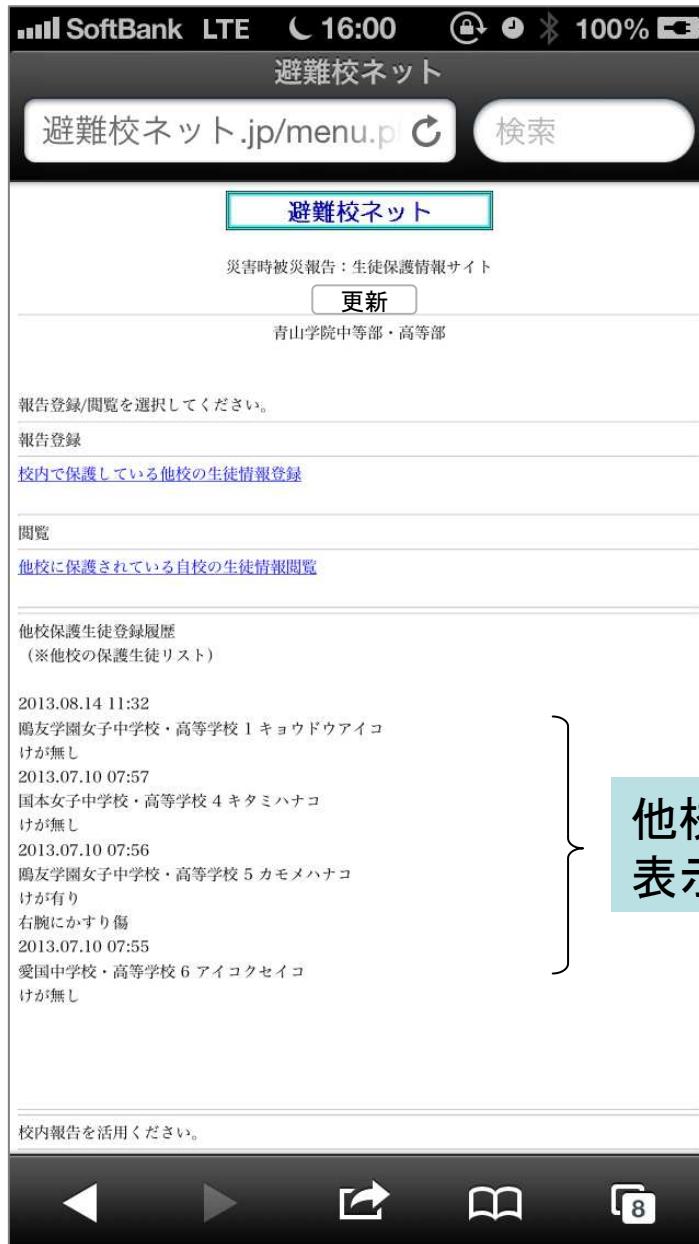 SoftBank LTE 16:00 100%
避難校ネット
避難校ネット.jp/menu.p
検索
避難校ネット
災害時被災報告：生徒保護情報サイト
更新
青山学院中等部・高等部
報告登録/閲覧を選択してください。
報告登録
校内で保護している他校の生徒情報登録
閲覧
他校に保護されている自校の生徒情報閲覧
他校保護生徒登録履歴
（※他校の保護生徒リスト）
2013.08.14 11:32
鴎友学園女子中学校・高等学校 1 キョウドウアイコ
けが無し
2013.07.10 07:57
国本女子中学校・高等学校 4 キタミハナコ
けが無し
2013.07.10 07:56
鴎友学園女子中学校・高等学校 5 カモメハナコ
けが有り
右腕にかすり傷
2013.07.10 07:55
愛国中学校・高等学校 6 アイコクセイコ
けが無し
他校
表示
校内報告を活用ください。
8